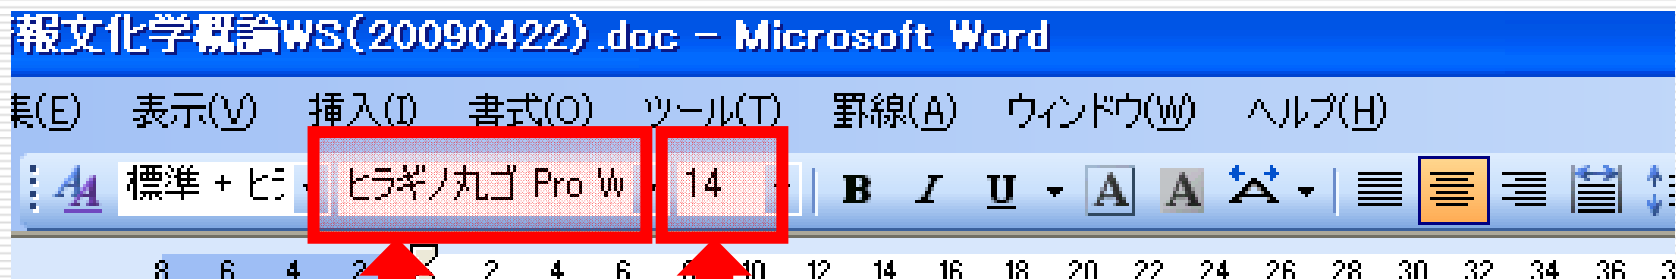 報文化学概論WS(20090422).doc - Microsoft Word
集(E) 表示(V) 挿入(I) 書式(O) ツール(T) 罫線(A) ウィンドウ(W) ヘルプ(H)
標準 + ヒラ ヒラギノ丸ゴ Pro W 14 B I U A A A
8 6 4 2 2 4 6 8 10 12 14 16 18 20 22 24 26 28 30 32 34 36